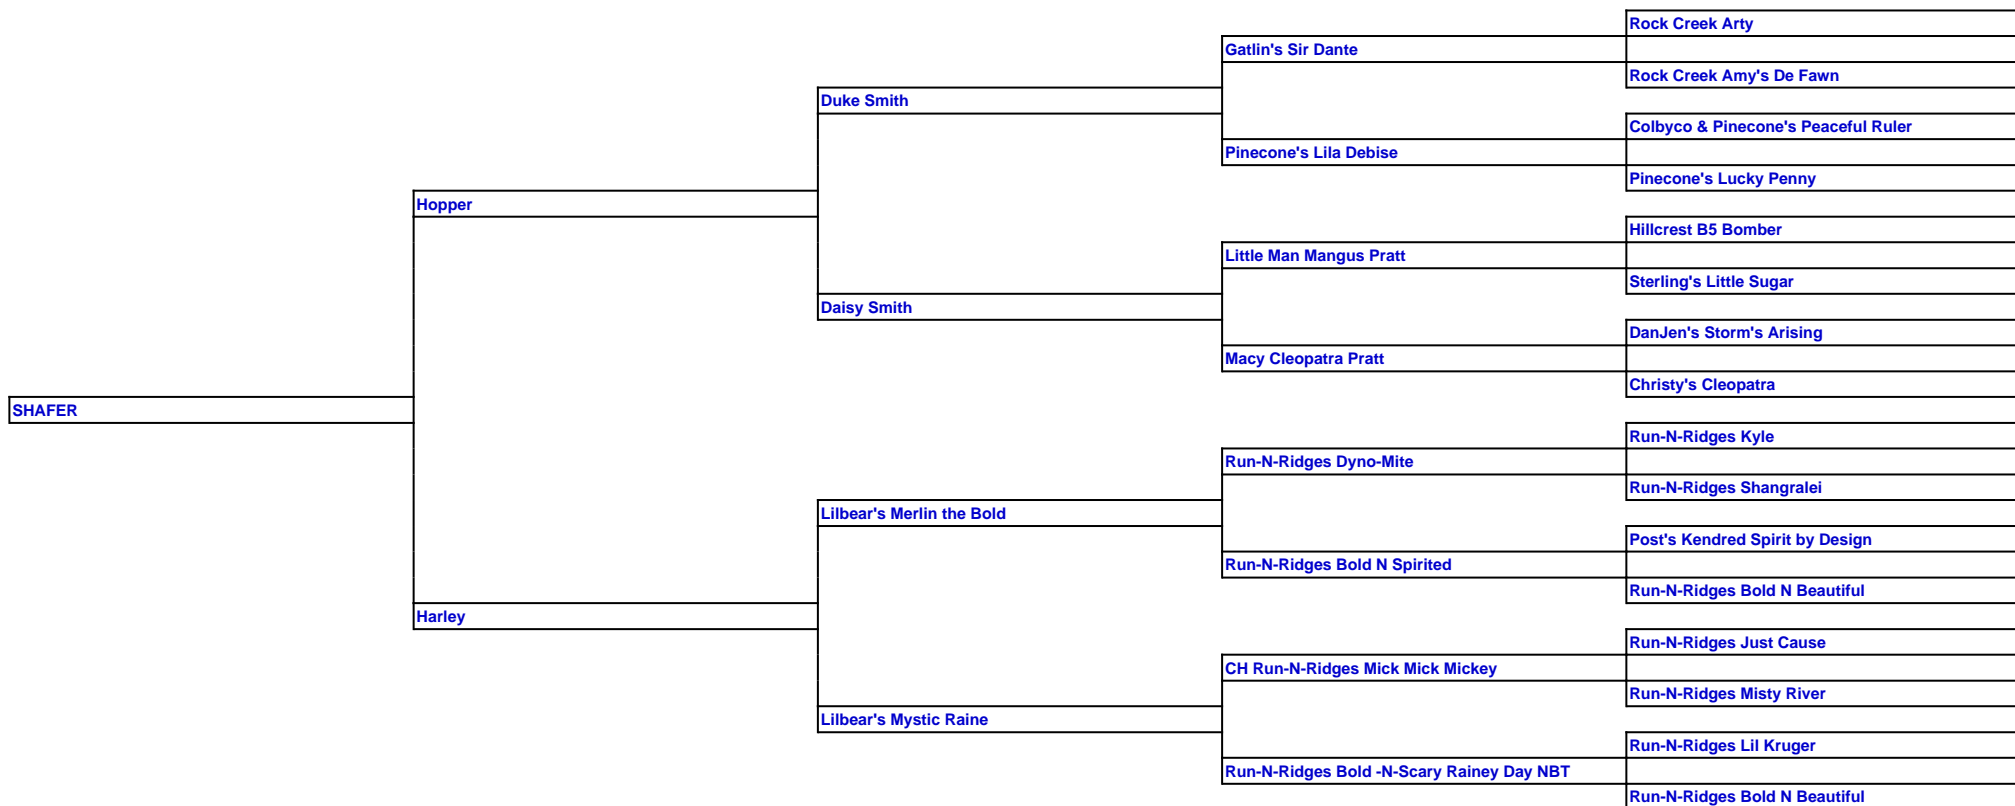 Rock Creek Arty
Gatlin's Sir Dante
Rock Creek Amy's De Fawn
Duke Smith
Colbyco & Pinecone's Peaceful Ruler
Pinecone's Lila Debise
Pinecone's Lucky Penny
Hopper
Hillcrest B5 Bomber
Little Man Mangus Pratt
Sterling's Little Sugar
Daisy Smith
DanJen's Storm's Arising
Macy Cleopatra Pratt
Christy's Cleopatra
SHAFER
Run-N-Ridges Kyle
Run-N-Ridges Dyno-Mite
Run-N-Ridges Shangralei
Lilbear's Merlin the Bold
Post's Kendred Spirit by Design
Run-N-Ridges Bold N Spirited
Run-N-Ridges Bold N Beautiful
Harley
Run-N-Ridges Just Cause
CH Run-N-Ridges Mick Mick Mickey
Run-N-Ridges Misty River
Lilbear's Mystic Raine
Run-N-Ridges Lil Kruger
Run-N-Ridges Bold -N-Scary Rainey Day NBT
Run-N-Ridges Bold N Beautiful